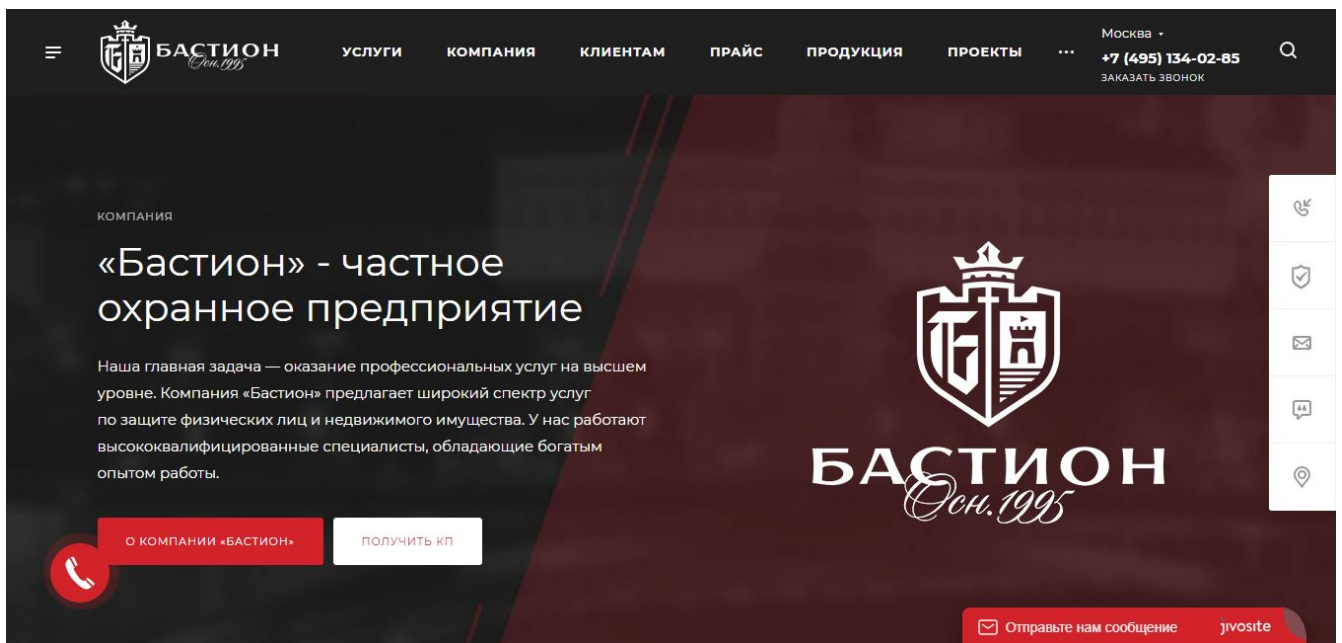 БАСТИОН
Осн. 1995
УСЛУГИ
КОМПАНИЯ
КЛИЕНТАМ
ПРАЙС
ПРОДУКЦИЯ
ПРОЕКТЫ
...
Москва
+7 (495) 134-02-85
ЗАКАЗАТЬ ЗВОНОК
КОМПАНИЯ
«Бастион» - частное
охранное предприятие
Наша главная задача — оказание профессиональных услуг на высшем
уровне. Компания «Бастион» предлагает широкий спектр услуг
по защите физических лиц и недвижимого имущества. У нас работают
высококвалифицированные специалисты, обладающие богатым
опытом работы.
О КОМПАНИИ «БАСТИОН»
ПОЛУЧИТЬ КП
БАСТИОН
Осн. 1995
Отправьте нам сообщение
jivosite